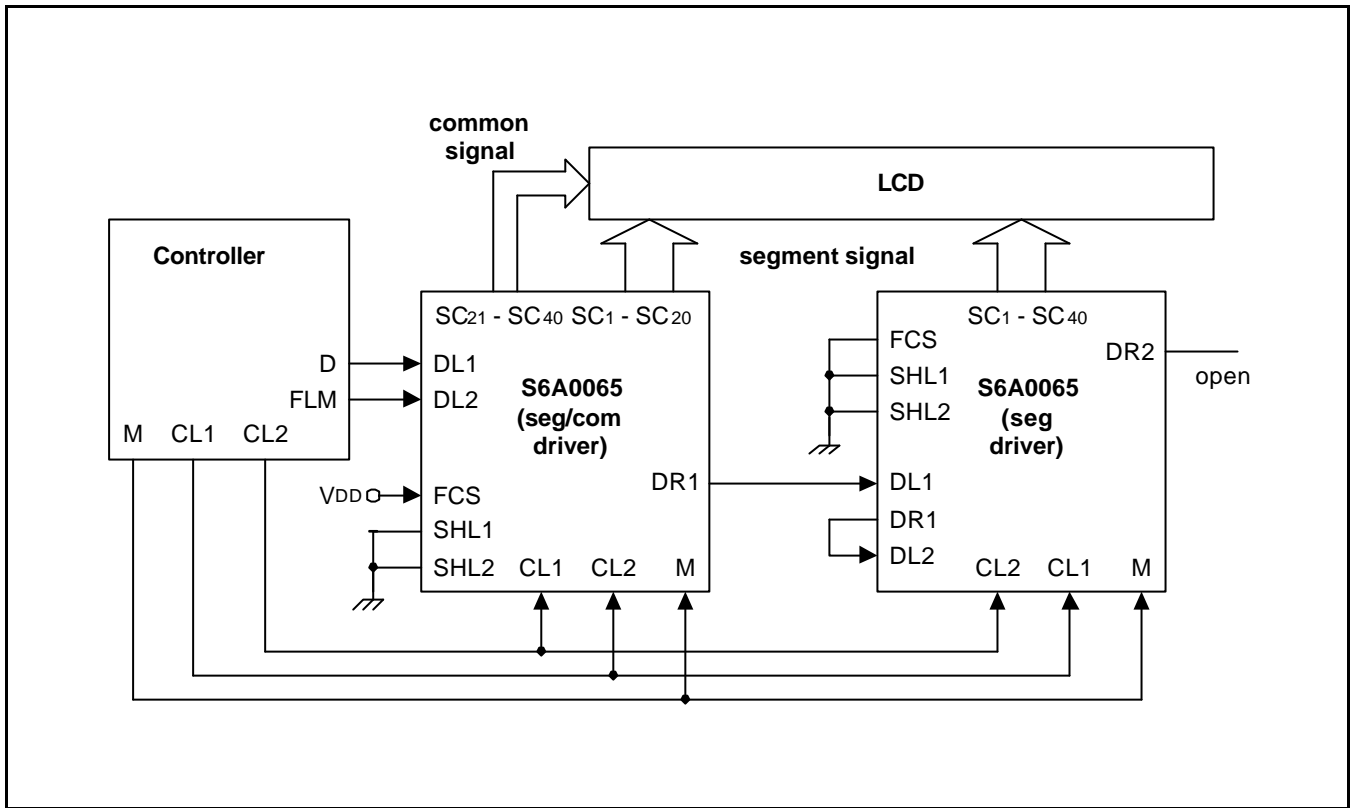 common
signal
LCD
Controller
segment signal
D
FLM
M CL1 CL2
SC21 - SC40 SC1 - SC20
DL1
DL2
S6A0065
(seg/com
driver)
DR1
VDD
FCS
SHL1
SHL2 CL1 CL2 M
SC1 - SC40
FCS
SHL1
SHL2
DR2
open
S6A0065
(seg
driver)
DL1
DR1
DL2
CL2 CL1 M